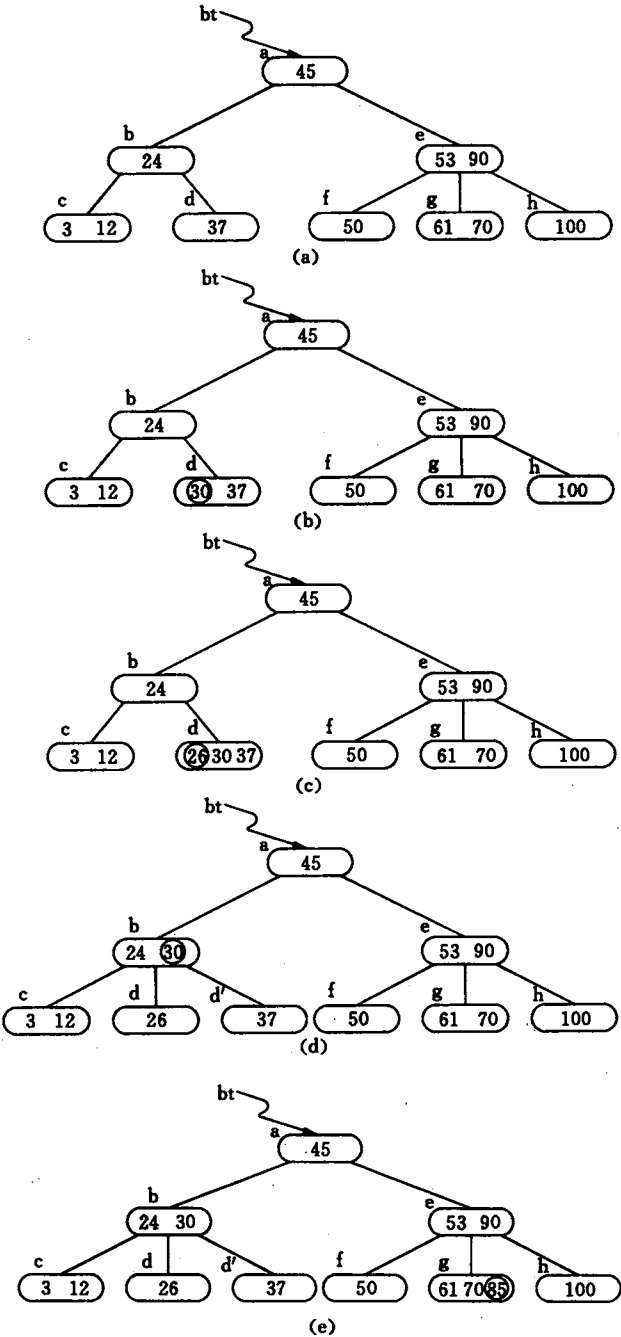 bt
a
45
b
e
24
53 90
c
d
f
g
h
3 12
37
50
61 70
100
(a)
bt
a
45
b
e
24
53 90
c
d
f
g
h
3 12
30 37
50
61 70
100
(b)
bt
a
45
b
e
24
53 90
c
d
f
g
h
3 12
26 30 37
50
61 70
100
(c)
bt
a
45
b
e
24 30
53 90
c
d
d'
f
g
h
3 12
26
37
50
61 70
100
(d)
bt
a
45
b
e
24 30
53 90
c
d
d'
f
g
h
3 12
26
37
50
61 70 85
100
(e)